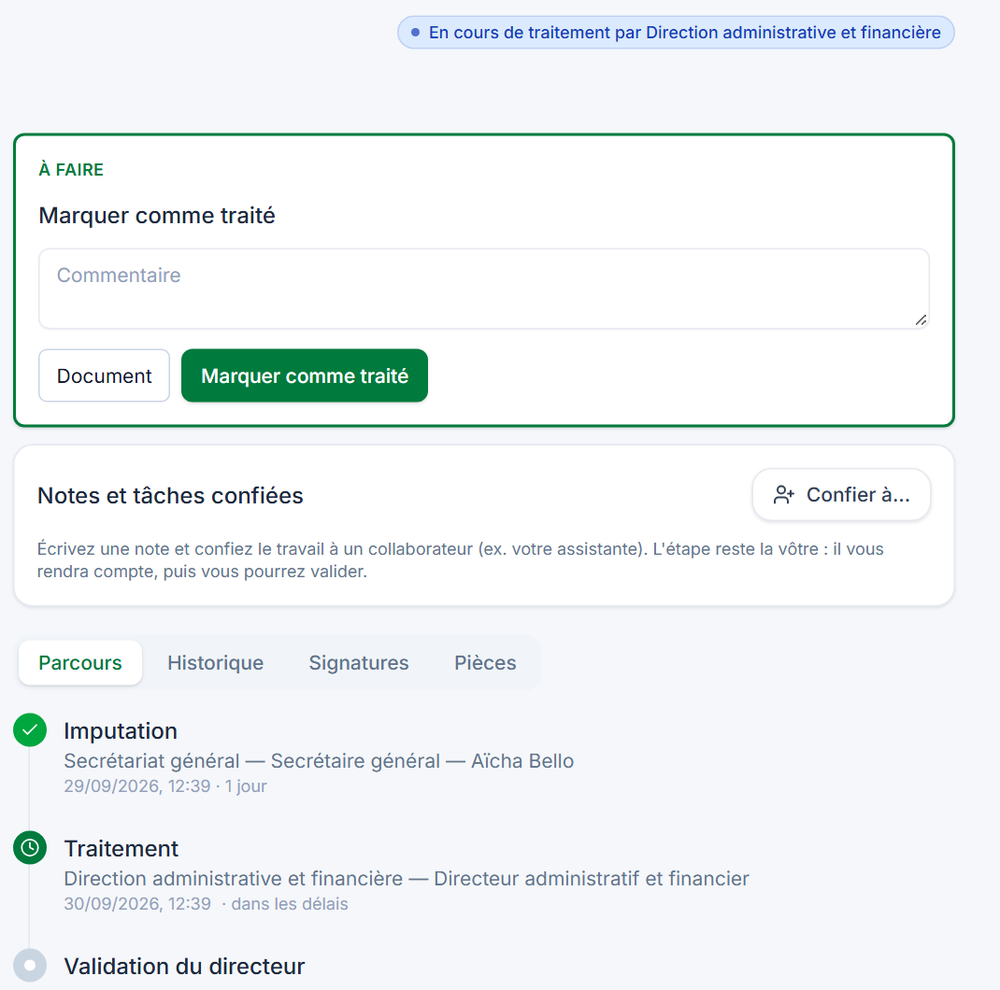 En cours de traitement par Direction administrative et financière
À FAIRE
Marquer comme traité
Commentaire
Document
Marquer comme traité
Notes et tâches confiées
Confier à...
Écrivez une note et confiez le travail à un collaborateur (ex. votre assistante). L'étape reste la vôtre : il vous
rendra compte, puis vous pourrez valider.
Parcours
Historique
Signatures
Pièces
Imputation
Secrétariat général — Secrétaire général — Aïcha Bello
29/09/2026, 12:39 · 1 jour
Traitement
Direction administrative et financière — Directeur administratif et financier
30/09/2026, 12:39 · dans les délais
Validation du directeur